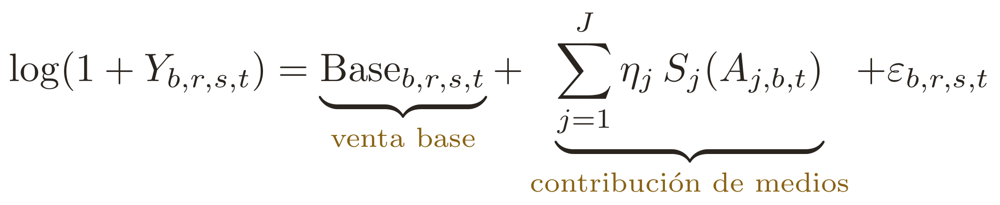 log(1 + Y_{b,r,s,t}) = Base_{b,r,s,t} + \sum_{j=1}^{J} η_j S_j(A_{j,b,t}) + ε_{b,r,s,t}
venta base
contribución de medios